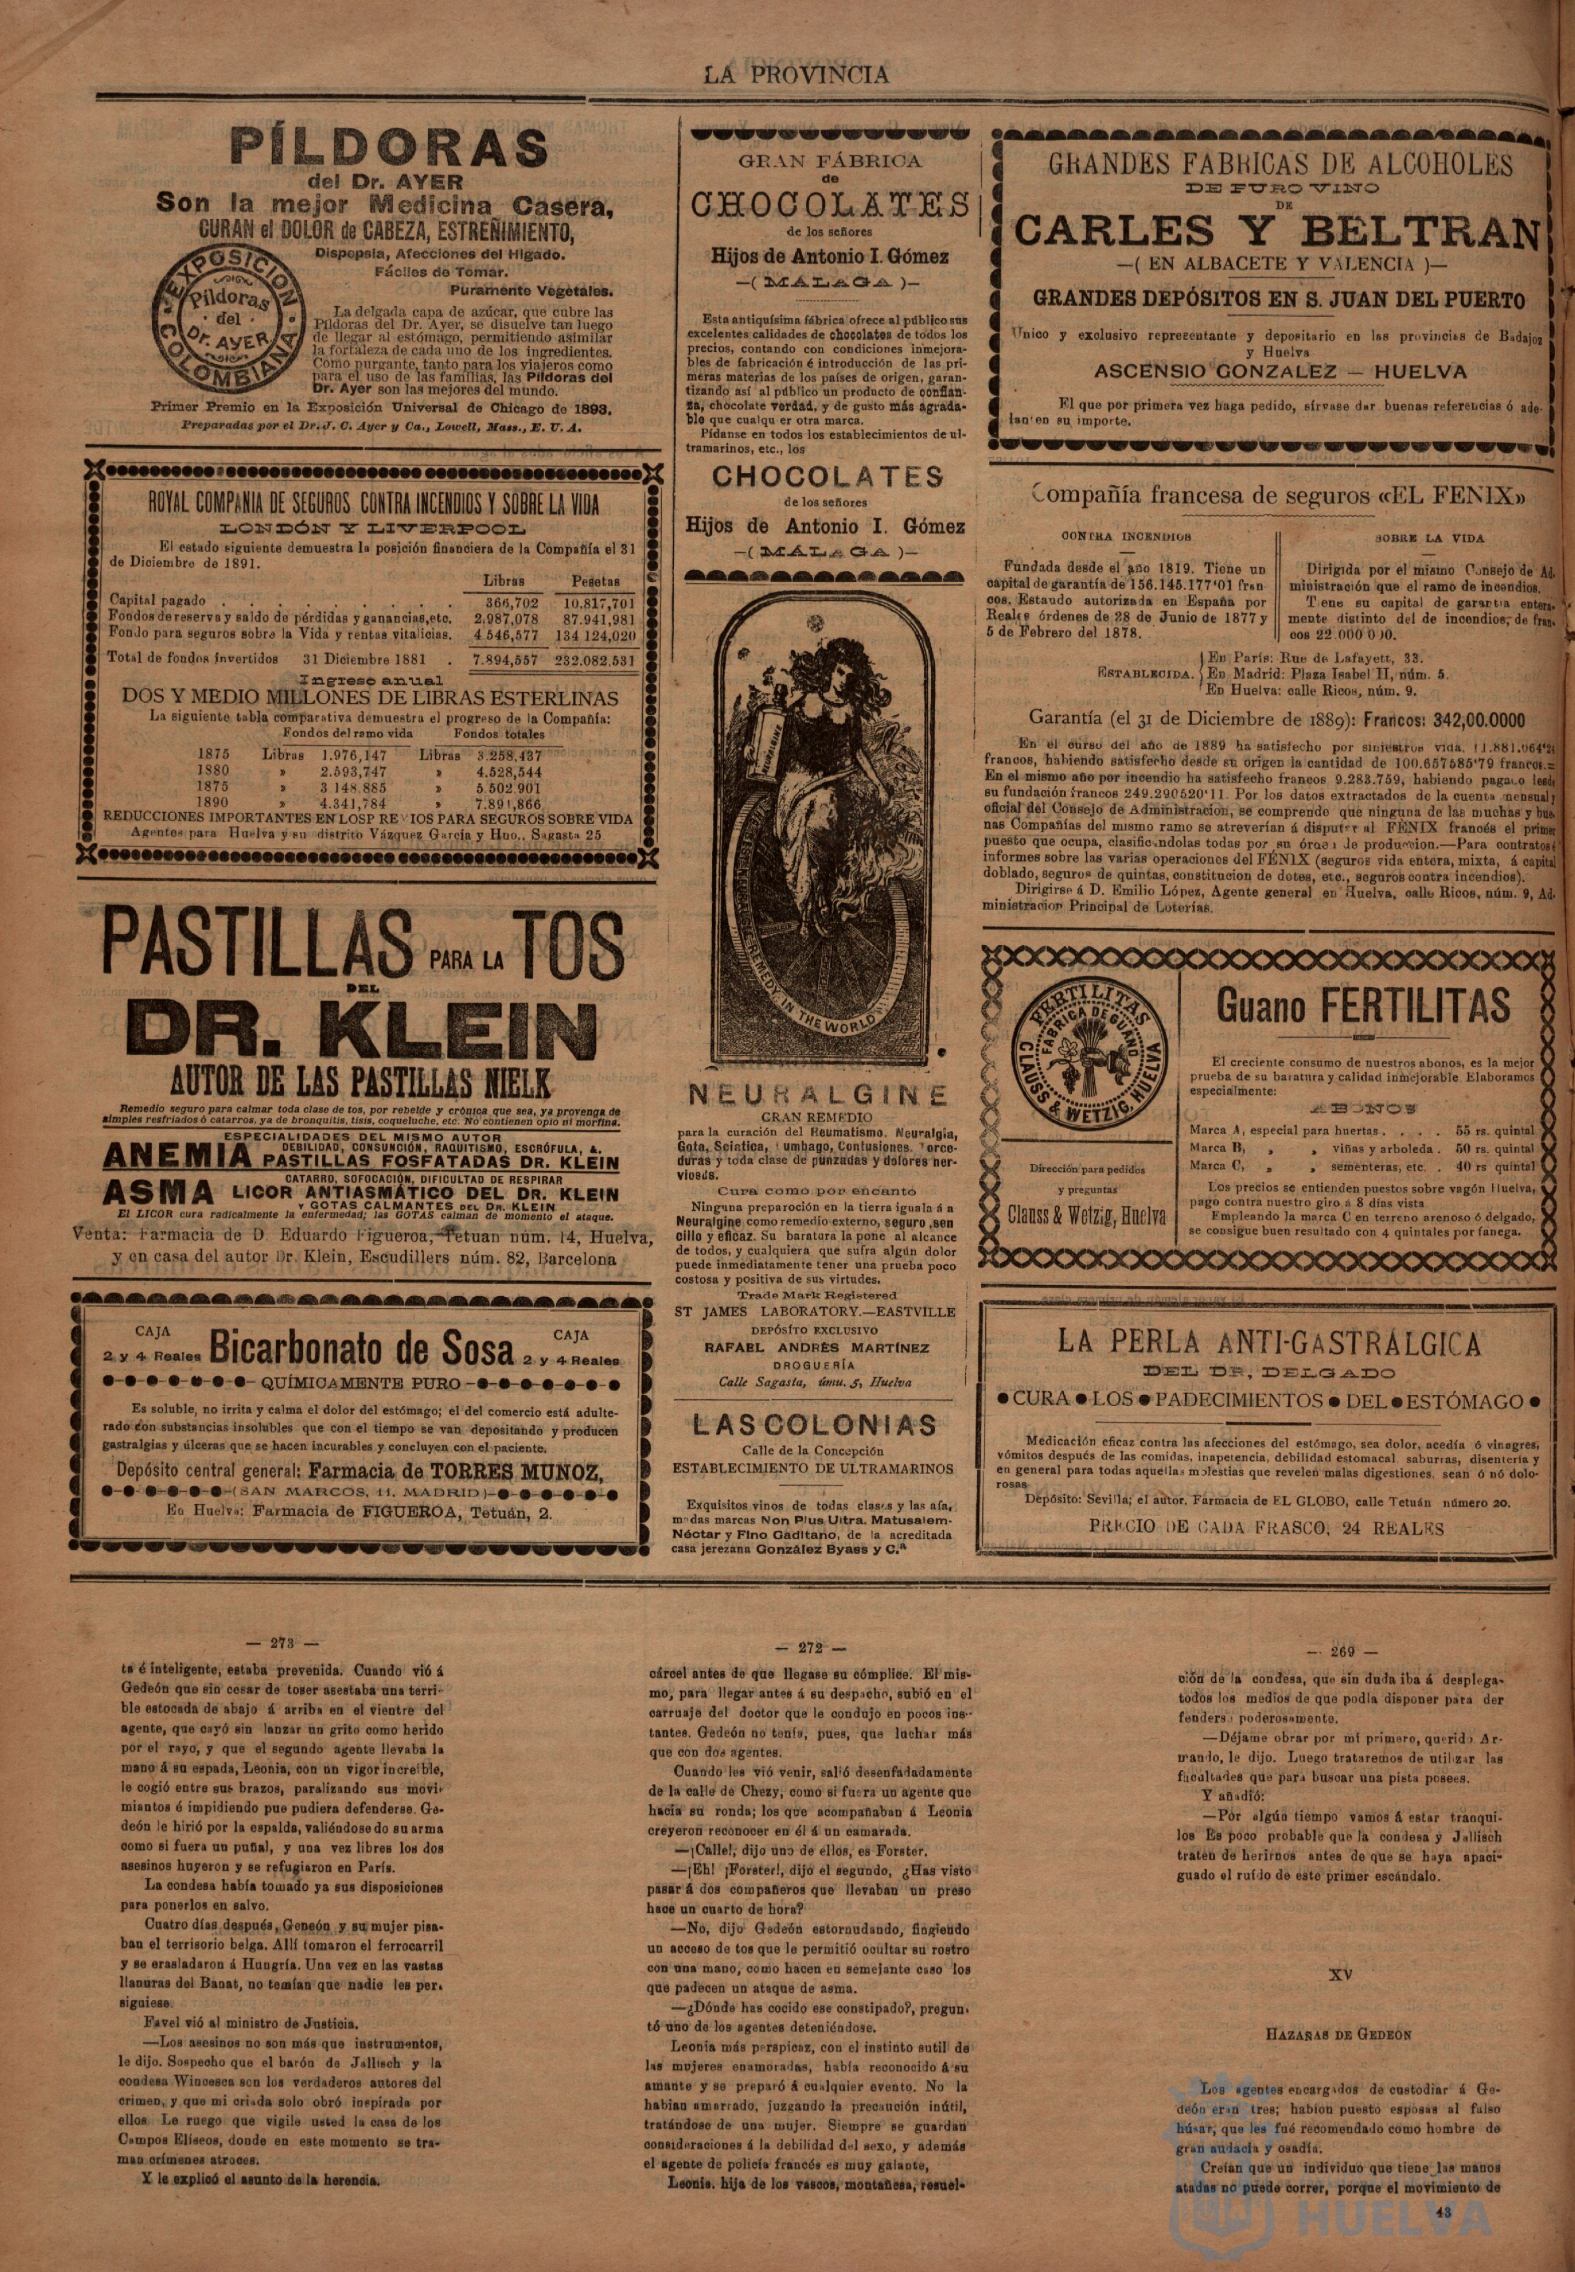 LA PROVINCIA
PÍLDORAS
del Dr. AYER
Son la mejor Medicina Casera,
CURAN el DOLOR de CABEZA, ESTREÑIMIENTO,
Dispepsia, Afecciones del Hígado.
Fáciles de Tomar.
Puramente Vegetales.
EXPOSICION COLOMBIANA
Píldoras
del
Dr. AYER
La delgada capa de azúcar, que cubre las
Píldoras del Dr. Ayer, se disuelve tan luego
de llegar al estómago, permitiendo asimilar
la fortaleza de cada uno de los ingredientes.
Como purgante, tanto para los viajeros como
para el uso de las familias, las Píldoras del
Dr. Ayer son las mejores del mundo.
Primer Premio en la Exposición Universal de Chicago de 1893.
Preparadas por el Dr. J. C. Ayer y Ca., Lowell, Mass., E. U. A.
ROYAL COMPAÑIA DE SEGUROS CONTRA INCENDIOS Y SOBRE LA VIDA
LONDÓN Y LIVERPOOL
El estado siguiente demuestra la posición financiera de la Compañía el 31
de Diciembre de 1891.
Libras Pesetas
Capital pagado . . . . . . . . 366,702 10.817,701
Fondos de reserva y saldo de pérdidas y ganancias, etc. 2.987,078 87.941,981
Fondo para seguros sobre la Vida y rentas vitalicias. 4.546,577 134 124,020
Total de fondos invertidos 31 Diciembre 1881 . 7.894,557 232.082.531
Ingreso anual
DOS Y MEDIO MILLONES DE LIBRAS ESTERLINAS
La siguiente tabla comparativa demuestra el progreso de la Compañía:
Fondos del ramo vida Fondos totales
1875 Libras 1.976,147 Libras 3.258,437
1880 » 2.593,747 » 4.528,544
1875 » 3 148,885 » 5.502.901
1890 » 4.341,784 » 7.891,866
REDUCCIONES IMPORTANTES EN LOSP RE IOS PARA SEGUROS SOBRE VIDA
Agentes para Huelva y su distrito Vázquez García y Hno., Sagasta 25
PASTILLAS PARA LA TOS
DEL
DR. KLEIN
AUTOR DE LAS PASTILLAS NIELK
Remedio seguro para calmar toda clase de tos, por rebelde y crónica que sea, ya provenga de
simples resfriados ó catarros, ya de bronquitis, tisis, coqueluche, etc. No contienen opio ni morfina.
ESPECIALIDADES DEL MISMO AUTOR
ANEMIA DEBILIDAD, CONSUNCIÓN, RAQUITISMO, ESCRÓFULA, &.
PASTILLAS FOSFATADAS DR. KLEIN
ASMA CATARRO, SOFOCACIÓN, DIFICULTAD DE RESPIRAR
LICOR ANTIASMÁTICO DEL DR. KLEIN
Y GOTAS CALMANTES DEL DR. KLEIN
El LICOR cura radicalmente la enfermedad; las GOTAS calman de momento el ataque.
Venta: Farmacia de D. Eduardo Figueroa, Tetuan núm. 14, Huelva,
y en casa del autor Dr. Klein, Escudillers núm. 82, Barcelona
CAJA
2 y 4 Reales
Bicarbonato de Sosa
CAJA
2 y 4 Reales
QUÍMICAMENTE PURO
Es soluble, no irrita y calma el dolor del estómago; el del comercio está adulte-
rado con substancias insolubles que con el tiempo se van depositando y producen
gastralgias y úlceras que se hacen incurables y concluyen con el paciente.
Depósito central general: Farmacia de TORRES MUÑOZ,
(SAN MARCOS, 11. MADRID)
En Huelva: Farmacia de FIGUEROA, Tetuán, 2.
GRAN FÁBRICA
de
CHOCOLATES
de los señores
Hijos de Antonio I. Gómez
—( MÁLAGA )—
Esta antiquísima fábrica ofrece al público sus
excelentes calidades de chocolates de todos los
precios, contando con condiciones inmejora-
bles de fabricación é introducción de las pri-
meras materias de los países de origen, garan-
tizando así al público un producto de confian-
za, chocolate verdad, y de gusto más agrada-
ble que cualqu er otra marca.
Pídanse en todos los establecimientos de ul-
tramarinos, etc., los
CHOCOLATES
de los señores
Hijos de Antonio I. Gómez
—( MÁLAGA )—
NEURALGINE
REMEDY. IN THE WORLD
NEURALGINE
GRAN REMEDIO
para la curación del Reumatismo, Neuralgia,
Gota, Sciatica, umbago, Contusiones, orce-
duras y toda clase de punzadas y dolores ner-
viosos.
Cura como por encanto
Ninguna preparoción en la tierra iguala á a
Neuralgine como remedio externo, seguro, sen
cillo y eficaz. Su baratura la pone al alcance
de todos, y cualquiera que sufra algún dolor
puede inmediatamente tener una prueba poco
costosa y positiva de sus virtudes.
Trade Mark Registered
ST JAMES LABORATORY.—EASTVILLE
DEPÓSITO EXCLUSIVO
RAFAEL ANDRÉS MARTÍNEZ
DROGUERÍA
Calle Sagasta, úmu. 5, Huelva
LAS COLONIAS
Calle de la Concepción
ESTABLECIMIENTO DE ULTRAMARINOS
Exquisitos vinos de todas clases y las afa,
m das marcas Non Plus Ultra. Matusalem-
Néctar y Fino Gaditano, de la acreditada
casa jerezana González Byass y C.ª
GRANDES FABRICAS DE ALCOHOLES
DE PURO VINO
DE
CARLES Y BELTRAN
—( EN ALBACETE Y VALENCIA )—
GRANDES DEPÓSITOS EN S. JUAN DEL PUERTO
Unico y exclusivo representante y depositario en las provincias de Badajoz
y Huelva
ASCENSIO GONZALEZ — HUELVA
El que por primera vez haga pedido, sírvase dar buenas referencias ó ade-
lanten su importe.
Compañía francesa de seguros «EL FENIX»
CONTRA INCENDIOS
Fundada desde el año 1819. Tiene un
capital de garantía de 156.145.177'01 fran
cos. Estando autorizada en España por
Reales órdenes de 28 de Junio de 1877 y
5 de Febrero del 1878.
SOBRE LA VIDA
Dirigida por el mismo Consejo de Ad
ministración que el ramo de incendios.
Tiene su capital de garantía entera-
mente distinto del de incendios, de fran
cos 22.000 000.
ESTABLECIDA. En París: Rue de Lafayett, 33.
En Madrid: Plaza Isabel II, núm. 5.
En Huelva: calle Ricos, núm. 9.
Garantía (el 31 de Diciembre de 1889): Francos: 342,00.0000
En el curso del año de 1889 ha satisfecho por siniestros vida,
francos, habiendo satisfecho desde su origen la cantidad de 100.657585'79 francos.=
En el mismo año por incendio ha satisfecho francos 9.283.759, habiendo pagado
su fundación francos 249.290520'11. Por los datos extractados de la cuenta mensual y
oficial del Consejo de Administracion, se comprende que ninguna de las muchas y bue
nas Compañías del mismo ramo se atreverían á disputar al FÉNIX francés el primer
puesto que ocupa, clasificándolas todas por su órden de produccion.—Para contratos é
informes sobre las varias operaciones del FÉNIX (seguros vida entera, mixta, á capital
doblado, seguros de quintas, constitucion de dotes, etc., seguros contra incendios).
Dirigirse á D. Emilio López, Agente general en Huelva, calle Ricos, núm. 9, Ad.
ministracion Principal de Loterías.
FERTILITAS
FABRICA DE GUANO
CLAUSS & WETZIG, HUELVA
Dirección para pedidos
y preguntas
Clauss & Wetzig, Huelva
Guano FERTILITAS
El creciente consumo de nuestros abonos, es la mejor
prueba de su baratura y calidad inmejorable. Elaboramos
especialmente:
ABONOS
Marca A, especial para huertas . . . . 55 rs. quintal
Marca B, » » viñas y arboleda . 50 rs. quintal
Marca C, » » sementeras, etc. . 40 rs quintal
Los precios se entienden puestos sobre vagón Huelva,
pago contra nuestro giro á 8 días vista
Empleando la marca C en terreno arenoso ó delgado,
se consigue buen resultado con 4 quintales por fanega.
LA PERLA ANTI-GASTRÁLGICA
DEL DR. DELGADO
CURA LOS PADECIMIENTOS DEL ESTÓMAGO
Medicación eficaz contra las afecciones del estómago, sea dolor, acedía ó vinagres,
vómitos después de las comidas, inapetencia, debilidad estomacal, saburras, disentería y
en general para todas aquellas molestias que revelen malas digestiones, sean ó nó dolo-
rosas
Depósito: Sevilla; el autor, Farmacia de EL GLOBO, calle Tetuán número 20.
PRECIO DE CADA FRASCO, 24 REALES
— 273 —
ta é inteligente, estaba prevenida. Cuando vió á
Gedeón que sin cesar de toser asestaba una terri-
ble estocada de abajo á arriba en el vientre del
agente, que cayó sin lanzar un grito como herido
por el rayo, y que el segundo agente llevaba la
mano á su espada, Leonia, con un vigor increíble,
le cogió entre sus brazos, paralizando sus movi-
miantos é impidiendo pue pudiera defenderse. Ge-
deón le hirió por la espalda, valiéndose do su arma
como si fuera un puñal, y una vez libres los dos
asesinos huyeron y se refugiaron en París.
La condesa había tomado ya sus disposiciones
para ponerlos en salvo.
Cuatro días después, Geneón y su mujer pisa-
ban el terrisorio belga. Allí tomaron el ferrocarril
y se erasladaron á Hungría. Una vez en las vastas
llanuras del Banat, no temían que nadie les per-
siguiese.
Favel vió al ministro de Justicia.
—Los asesinos no son más que instrumentos,
le dijo. Sospecho que el barón de Jallisch y la
condesa Wincesca son los verdaderos autores del
crimen, y que mi criada solo obró inspirada por
ellos. Le ruego que vigile usted la casa de los
Campos Elíseos, donde en este momento se tra-
man crímenes atroces.
Y le explicó el asunto de la herencia.
— 272 —
cárcel antes de que llegase su cómplice. El mis-
mo, para llegar antes á su despacho, subió en el
carruaje del doctor que le condujo en pocos ins-
tantes. Gedeón no tenía, pues, que luchar más
que con dos agentes.
Cuando les vió venir, salió desenfadadamente
de la calle de Chezy, como si fuera un agente que
hacía su ronda; los que acompañaban á Leonia
creyeron reconocer en él á un camarada.
—¡Calle!, dijo uno de ellos, es Forster.
—¡Eh! ¡Forster!, dijo el segundo, ¿Has visto
pasar á dos compañeros que llevaban un preso
hace un cuarto de hora?
—No, dijo Gedeón estornudando, fingiendo
un acceso de tos que le permitió ocultar su rostro
con una mano, como hacen en semejante caso los
que padecen un ataque de asma.
—¿Dónde has cocido ese constipado?, pregun-
tó uno de los agentes deteniéndose.
Leonia más perspicaz, con el instinto sutil de
las mujeres enamoradas, había reconocido á su
amante y se preparó á cualquier evento. No la
habían amarrado, juzgando la precaución inútil,
tratándose de una mujer. Siempre se guardan
consideraciones á la debilidad del sexo, y además
el agente de policía francés es muy galante,
Leonia, hija de los vascos, montañesa, resuel-
— 269 —
ción de la condesa, que sin duda iba á desplega-
todos los medios de que podía disponer para der
fenders poderosamente.
—Déjame obrar por mí primero, querido Ar-
mando, le dijo. Luego trataremos de utilizar las
facultades que para buscar una pista posees.
Y añadió:
—Por algún tiempo vamos á estar tranqui-
los Es poco probable que la condesa y Jallisch
traten de herirnos antes de que se haya apaci-
guado el ruído de este primer escándalo.
XV
HAZAÑAS DE GEDEÓN
Los agentes encargados de custodiar á Ge-
deón eran tres; habían puesto esposas al falso
húsar, que les fué recomendado como hombre de
gran audacia y osadía.
Creían que un individuo que tiene las manos
atadas no puede correr, porque el movimiento de
43
HUELVA